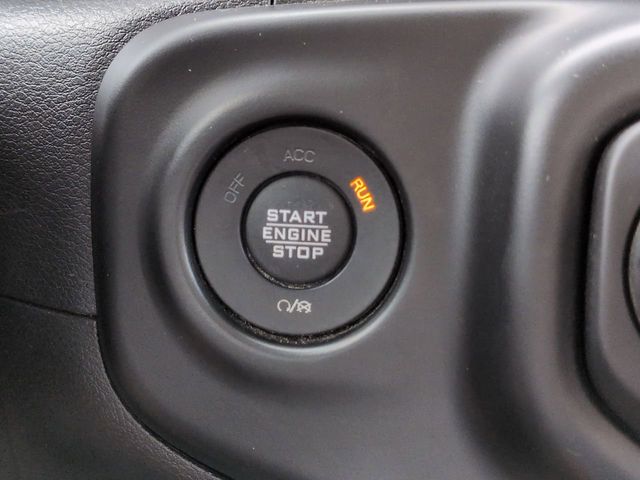 OFF
ACC
RUN
START
ENGINE
STOP